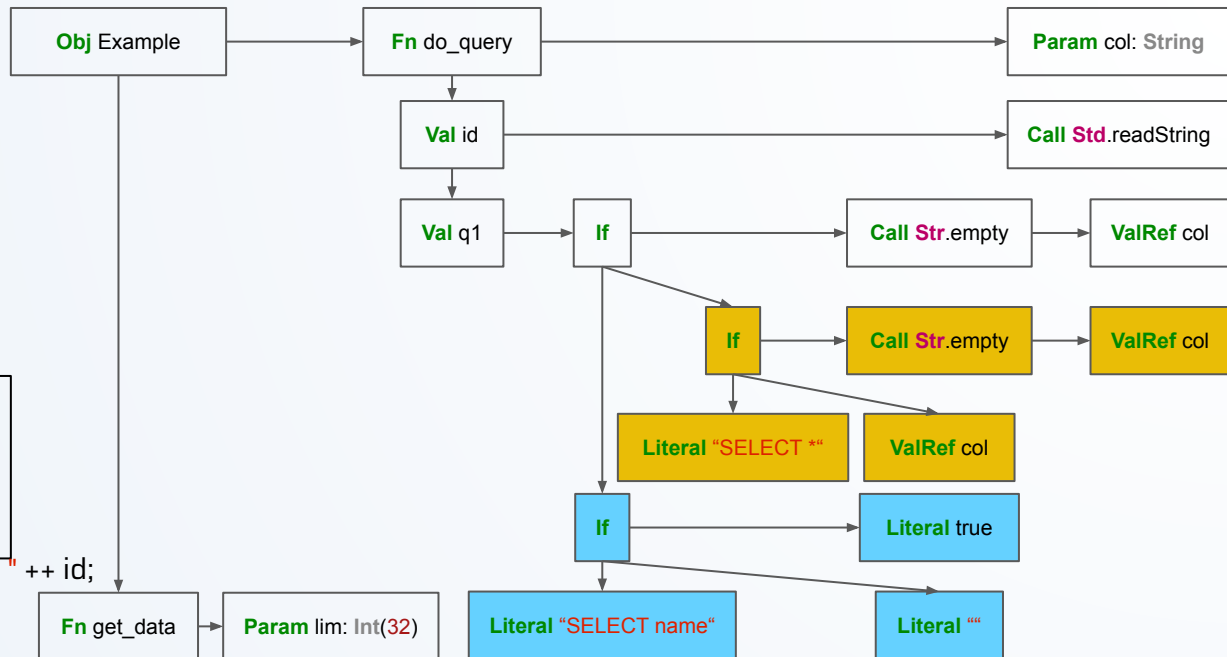 Obj Example
Fn do_query
Param col: String
Val id
Call Std.readString
Val q1
If
Call Str.empty
ValRef col
If
Call Str.empty
ValRef col
Literal “SELECT *“
ValRef col
If
Literal true
" ++ id;
Fn get_data
Param lim: Int(32)
Literal “SELECT name“
Literal ““